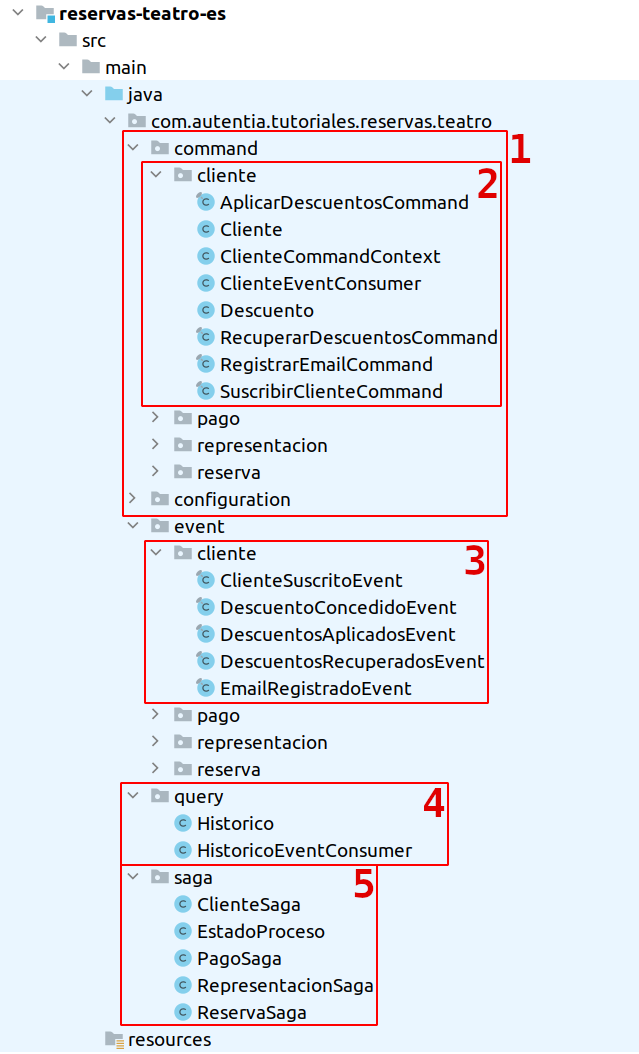 reservas-teatro-es
src
main
java
com.autentia.tutoriales.reservas.teatro
command 1
cliente 2
AplicarDescuentosCommand
Cliente
ClienteCommandContext
ClienteEventConsumer
Descuento
RecuperarDescuentosCommand
RegistrarEmailCommand
SuscribirClienteCommand
pago
representacion
reserva
configuration
event
cliente 3
ClienteSuscritoEvent
DescuentoConcedidoEvent
DescuentosAplicadosEvent
DescuentosRecuperadosEvent
EmailRegistradoEvent
pago
representacion
reserva
query 4
Historico
HistoricoEventConsumer
saga 5
ClienteSaga
EstadoProceso
PagoSaga
RepresentacionSaga
ReservaSaga
resources